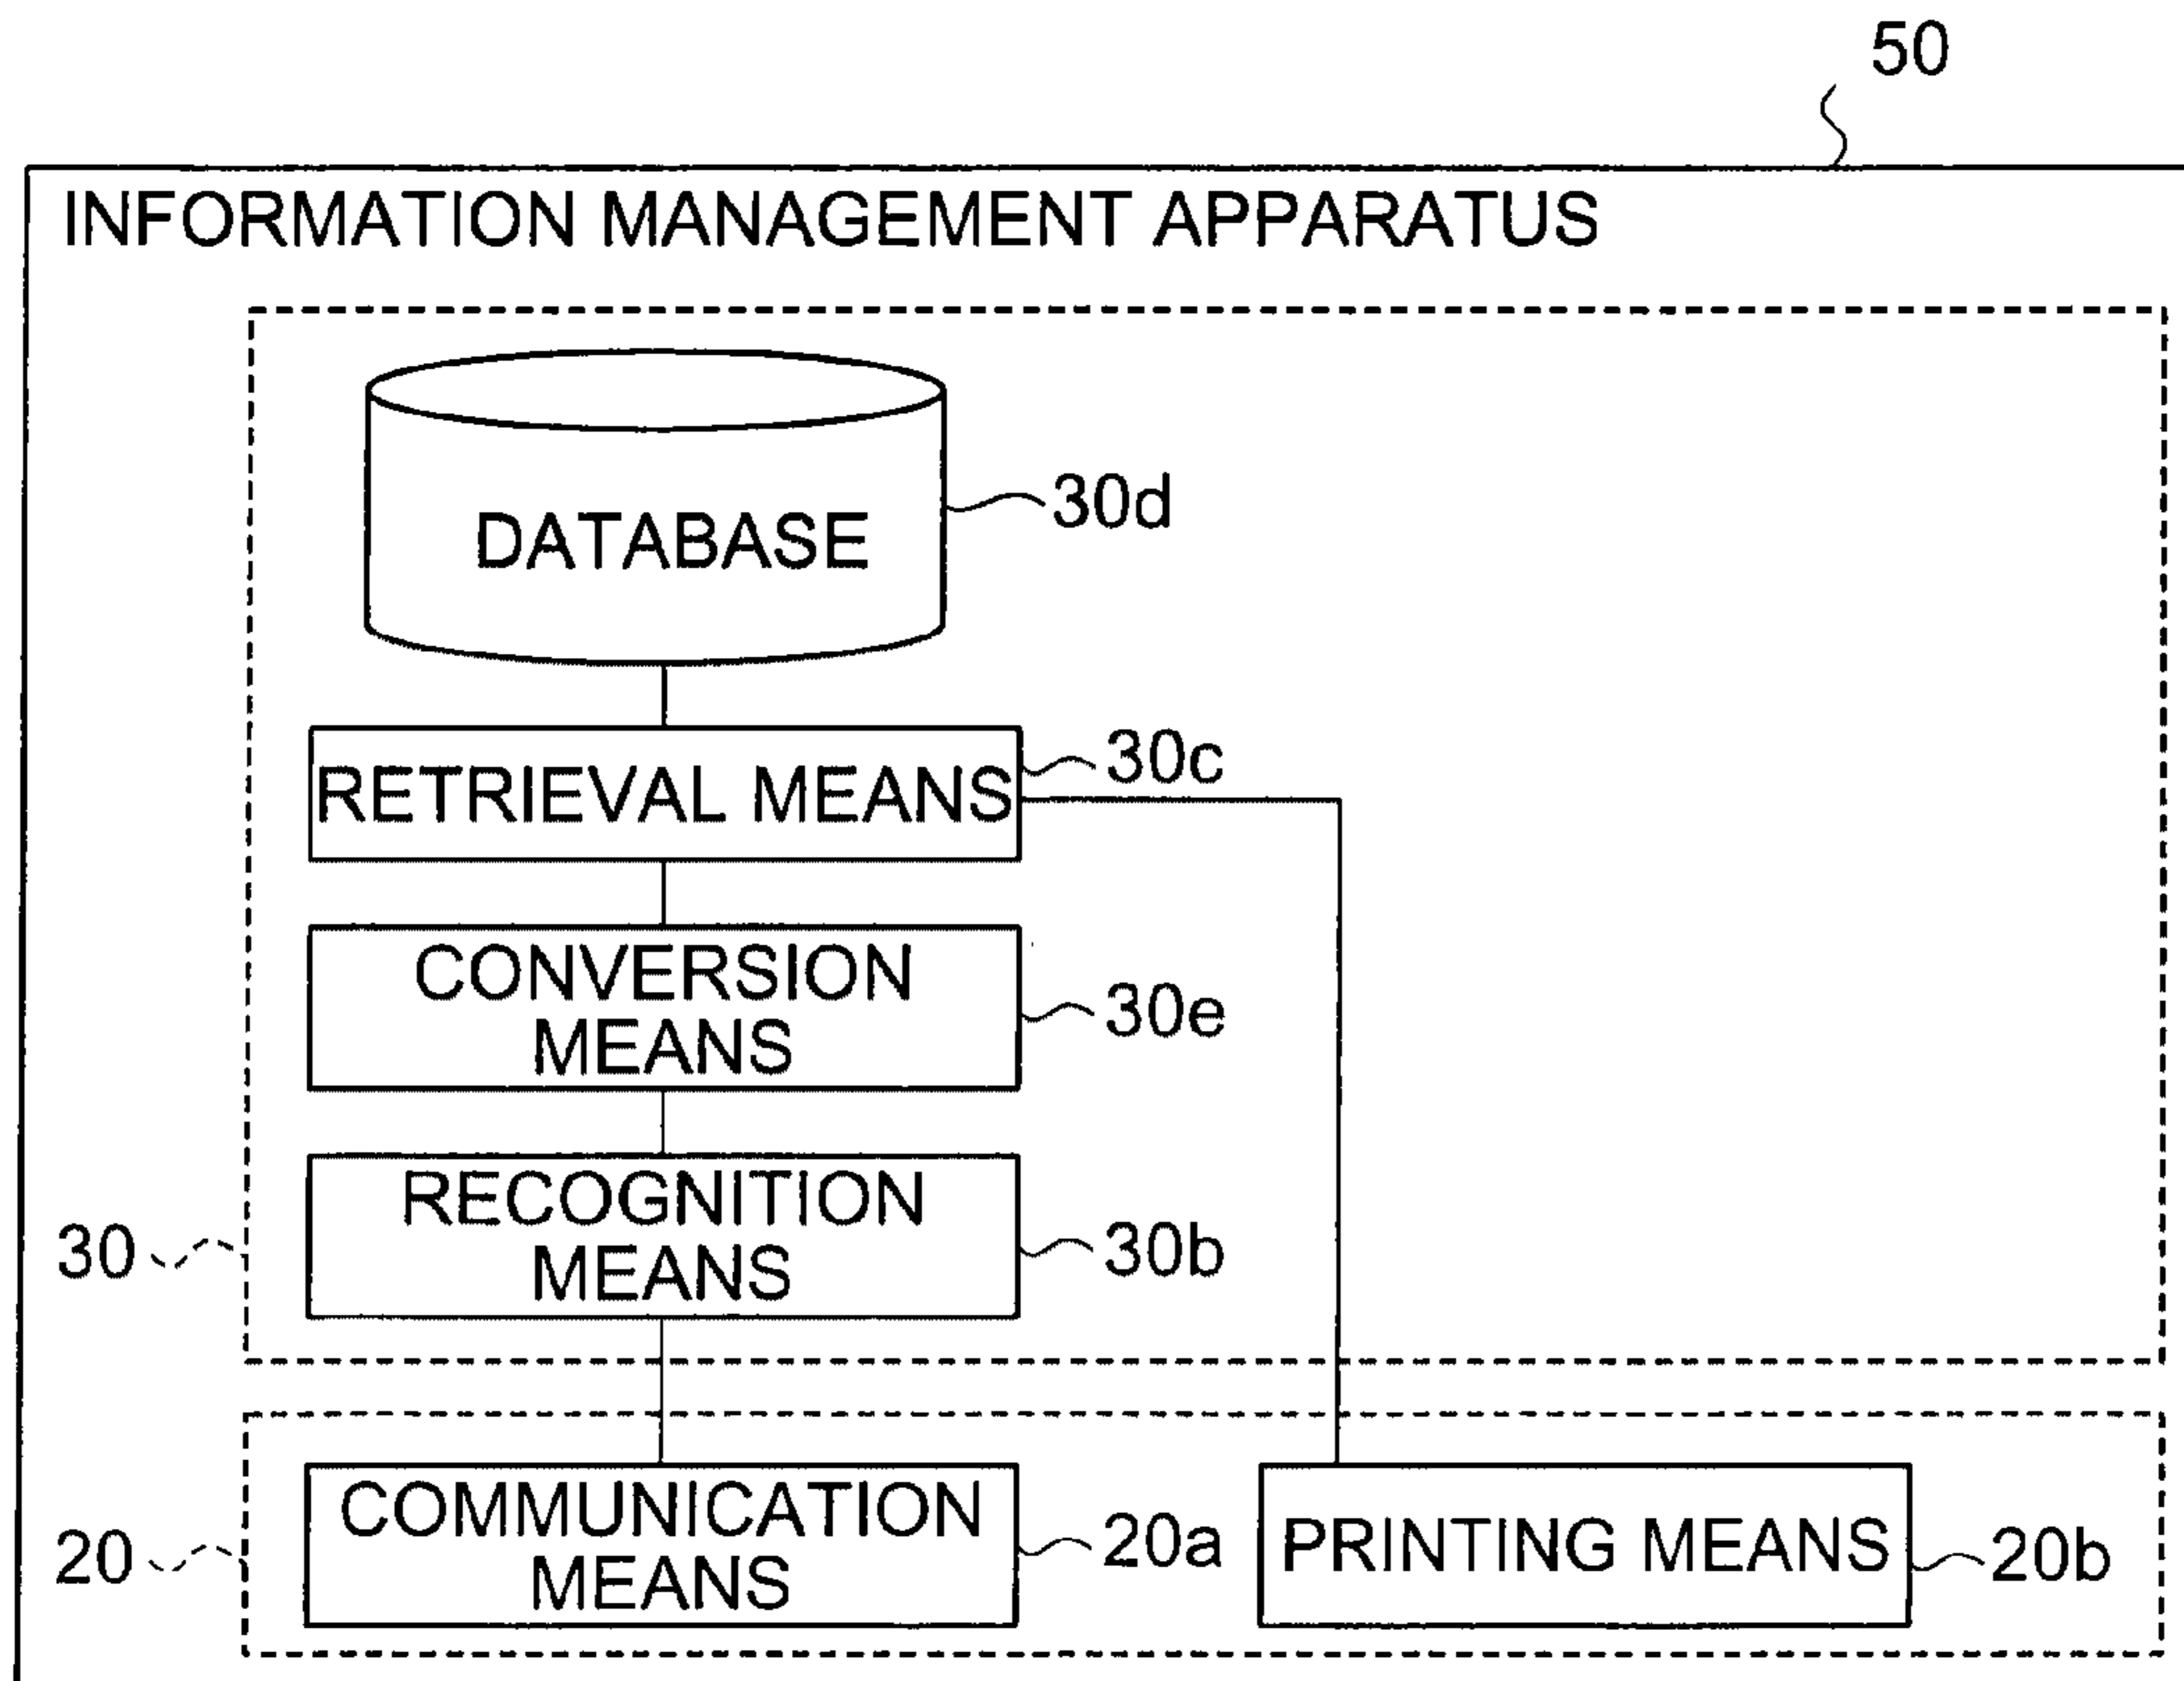 50
INFORMATION MANAGEMENT APPARATUS
DATABASE
30d
RETRIEVAL MEANS
30c
CONVERSION
MEANS
30e
RECOGNITION
MEANS
30b
30
COMMUNICATION
MEANS
20a
PRINTING MEANS
20b
20